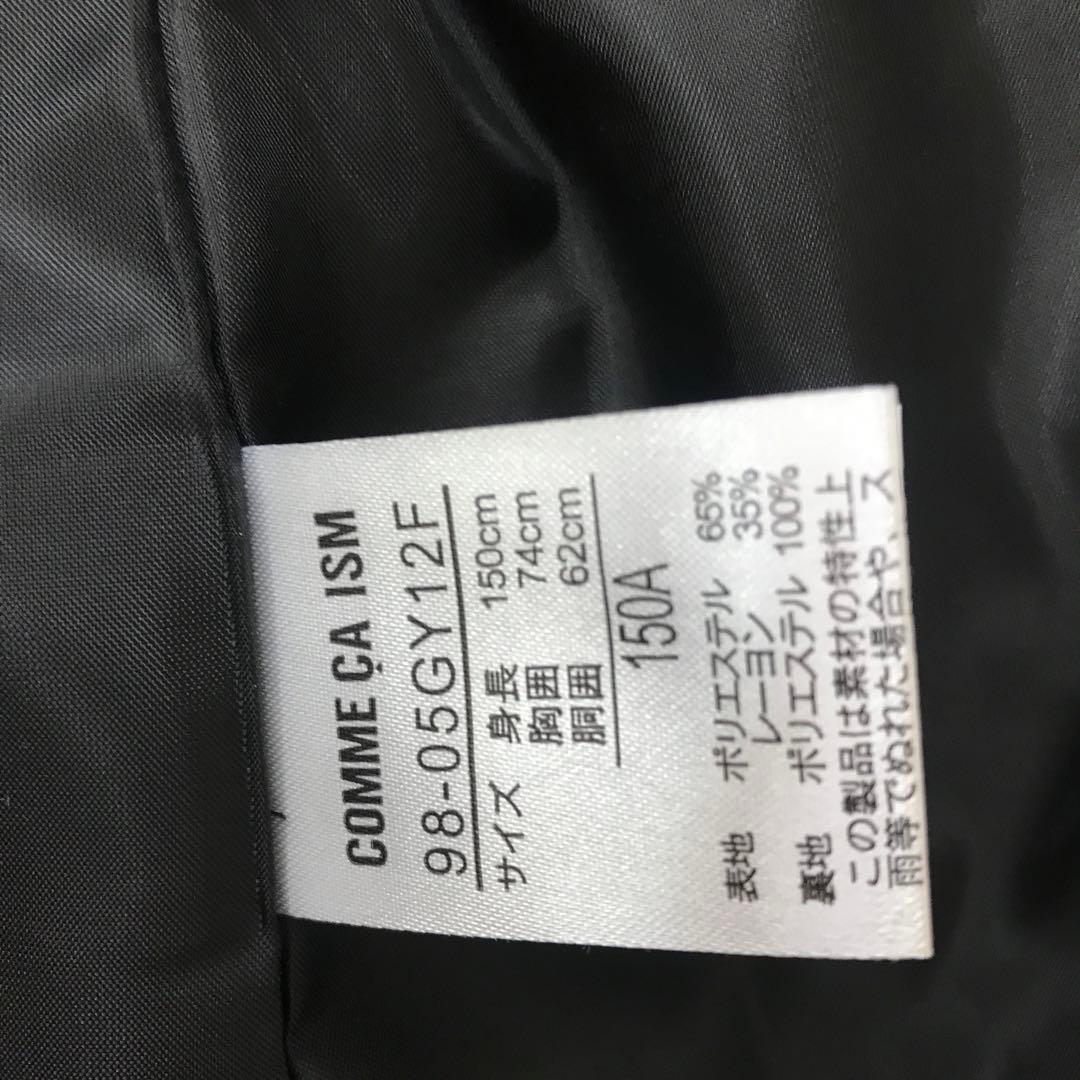 COMME ÇA ISM
98-05GY12F
サイズ 身長 150cm
胸囲 74cm
胴囲 62cm
150A
表地 ポリエステル 65%
レーヨン 35%
裏地 ポリエステル 100%
この製品は素材の特性上
雨等でぬれた場合や、ス